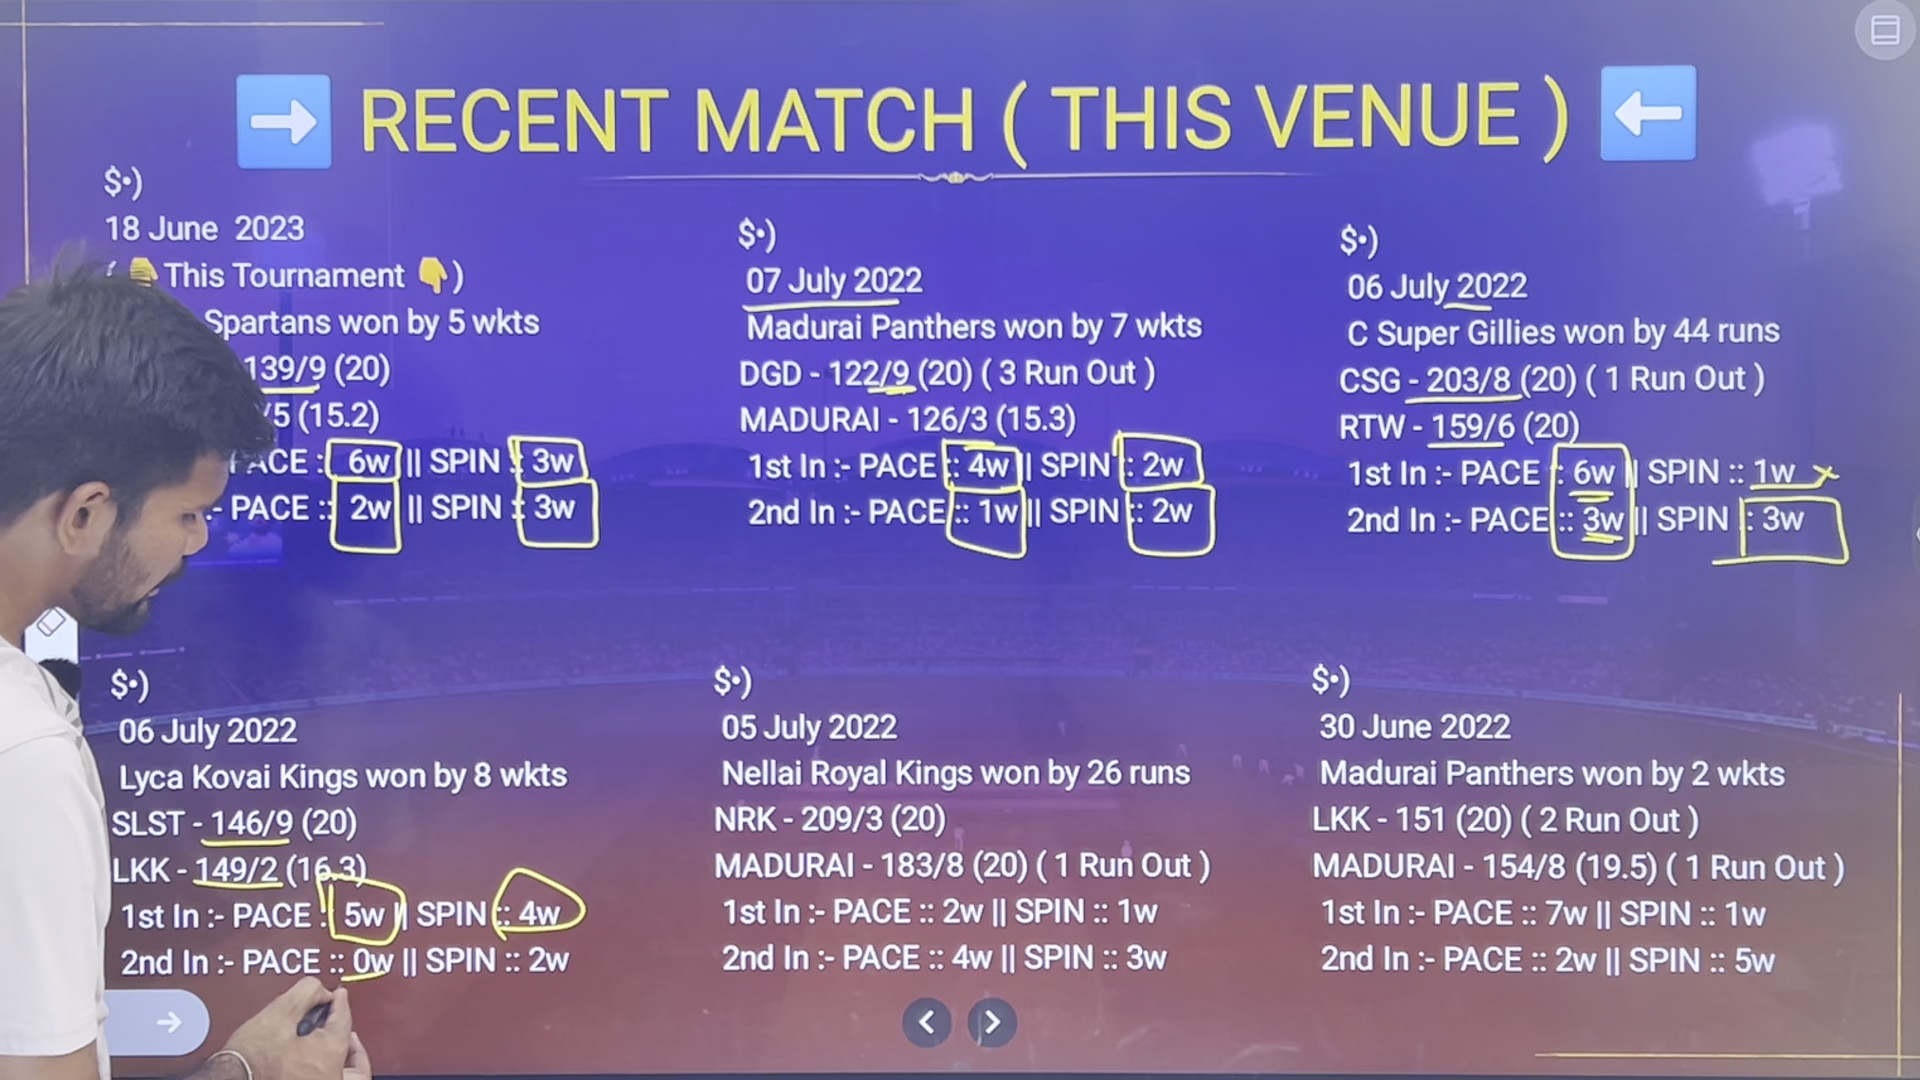 RECENT MATCH ( THIS VENUE )
$•)
18 June 2023
( This Tournament )
Spartans won by 5 wkts
139/9 (20)
/5 (15.2)
PACE :: 6w || SPIN :: 3w
:- PACE :: 2w || SPIN :: 3w
$•)
07 July 2022
Madurai Panthers won by 7 wkts
DGD - 122/9 (20) ( 3 Run Out )
MADURAI - 126/3 (15.3)
1st In :- PACE :: 4w || SPIN :: 2w
2nd In :- PACE :: 1w || SPIN :: 2w
$•)
06 July 2022
C Super Gillies won by 44 runs
CSG - 203/8 (20) ( 1 Run Out )
RTW - 159/6 (20)
1st In :- PACE :: 6w || SPIN :: 1w
2nd In :- PACE :: 3w || SPIN :: 3w
$•)
06 July 2022
Lyca Kovai Kings won by 8 wkts
SLST - 146/9 (20)
LKK - 149/2 (16.3)
1st In :- PACE :: 5w || SPIN :: 4w
2nd In :- PACE :: 0w || SPIN :: 2w
$•)
05 July 2022
Nellai Royal Kings won by 26 runs
NRK - 209/3 (20)
MADURAI - 183/8 (20) ( 1 Run Out )
1st In :- PACE :: 2w || SPIN :: 1w
2nd In :- PACE :: 4w || SPIN :: 3w
$•)
30 June 2022
Madurai Panthers won by 2 wkts
LKK - 151 (20) ( 2 Run Out )
MADURAI - 154/8 (19.5) ( 1 Run Out )
1st In :- PACE :: 7w || SPIN :: 1w
2nd In :- PACE :: 2w || SPIN :: 5w